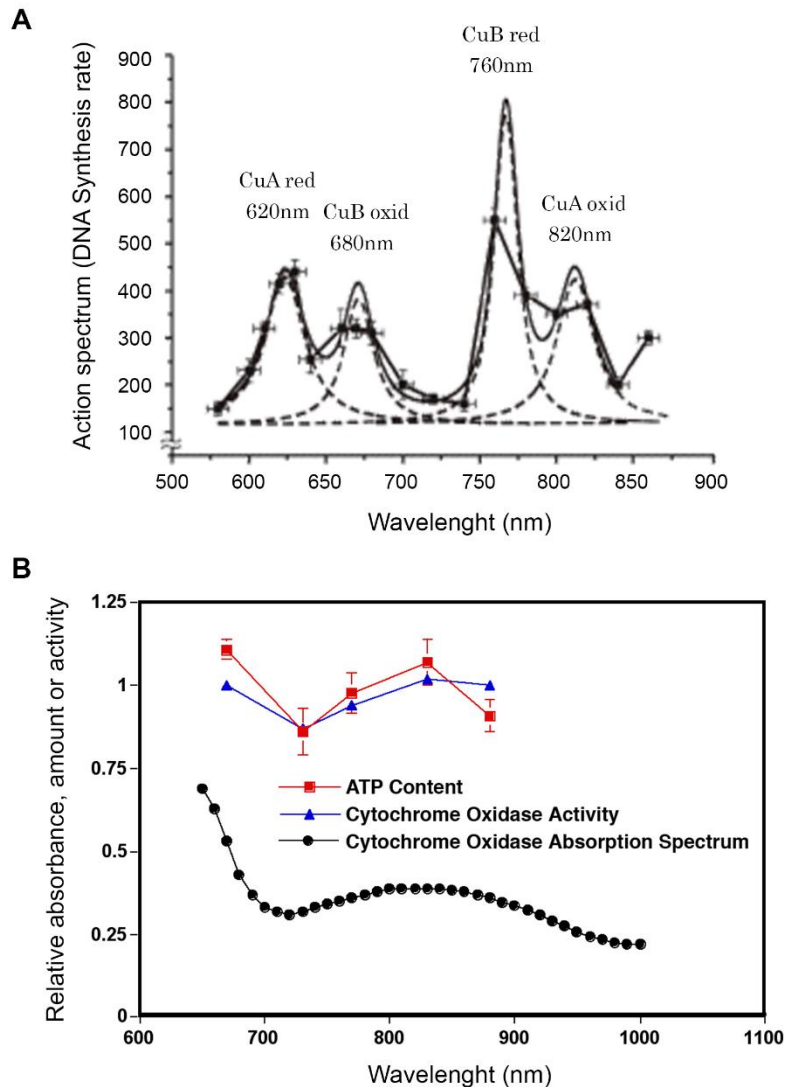 A
Action spectrum (DNA Synthesis rate)
900
800
700
600
500
400
300
200
100
CuA red
620nm
CuB oxid
680nm
CuB red
760nm
CuA oxid
820nm
500 600 650 700 750 800 850 900
Wavelenght (nm)
B
Relative absorbance, amount or activity
1.25
1
0.75
0.5
0.25
0
ATP Content
Cytochrome Oxidase Activity
Cytochrome Oxidase Absorption Spectrum
600 700 800 900 1000 1100
Wavelenght (nm)